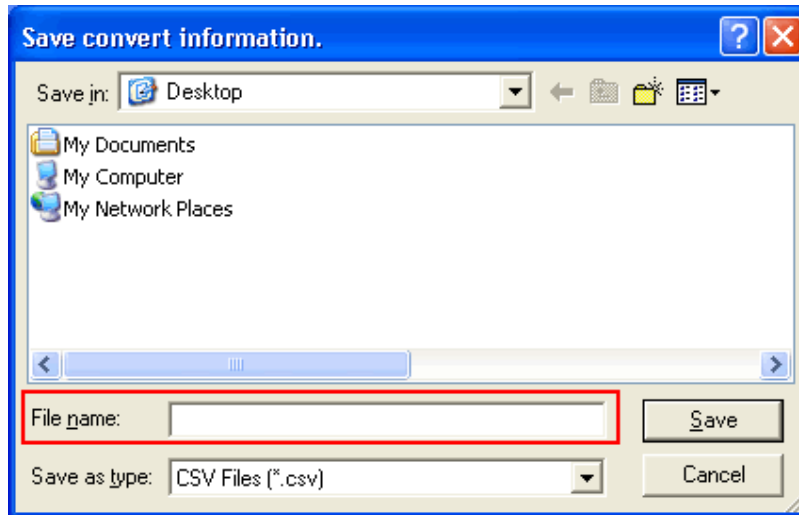 Save convert information.
Save in: Desktop
My Documents
My Computer
My Network Places
File name: Save
Save as type: CSV Files (*.csv) Cancel